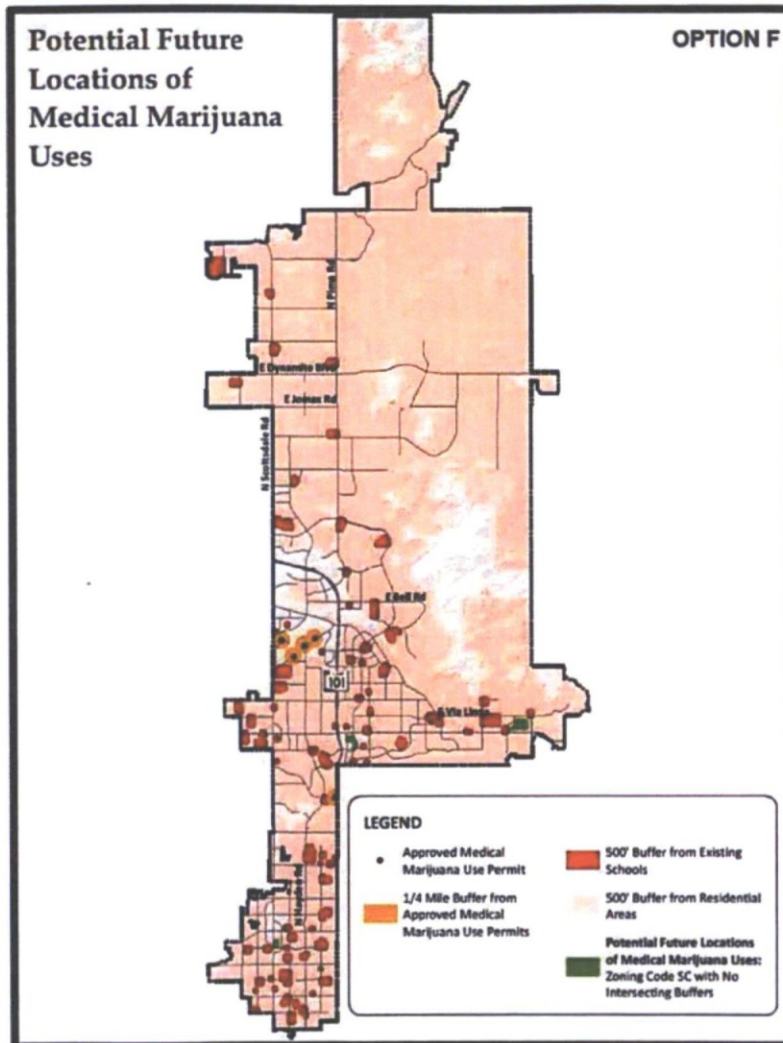 Potential Future
Locations of
Medical Marijuana
Uses
OPTION F
N Pima Rd
E Dynamite Blvd
E Jomax Rd
N Scottsdale Rd
E Bell Rd
101
E Via Linda
N Hayden Rd
LEGEND
Approved Medical
Marijuana Use Permit
1/4 Mile Buffer from
Approved Medical
Marijuana Use Permits
500' Buffer from Existing
Schools
500' Buffer from Residential
Areas
Potential Future Locations
of Medical Marijuana Uses:
Zoning Code SC with No
Intersecting Buffers